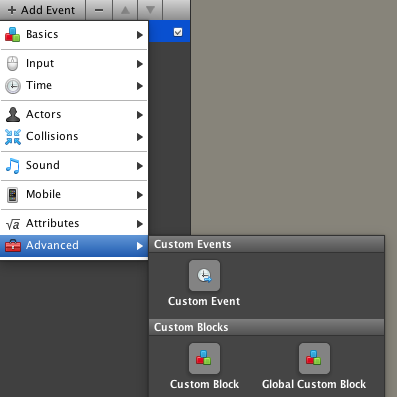 + Add Event
Basics
Input
Time
Actors
Collisions
Sound
Mobile
√a Attributes
Advanced
Custom Events
Custom Event
Custom Blocks
Custom Block Global Custom Block